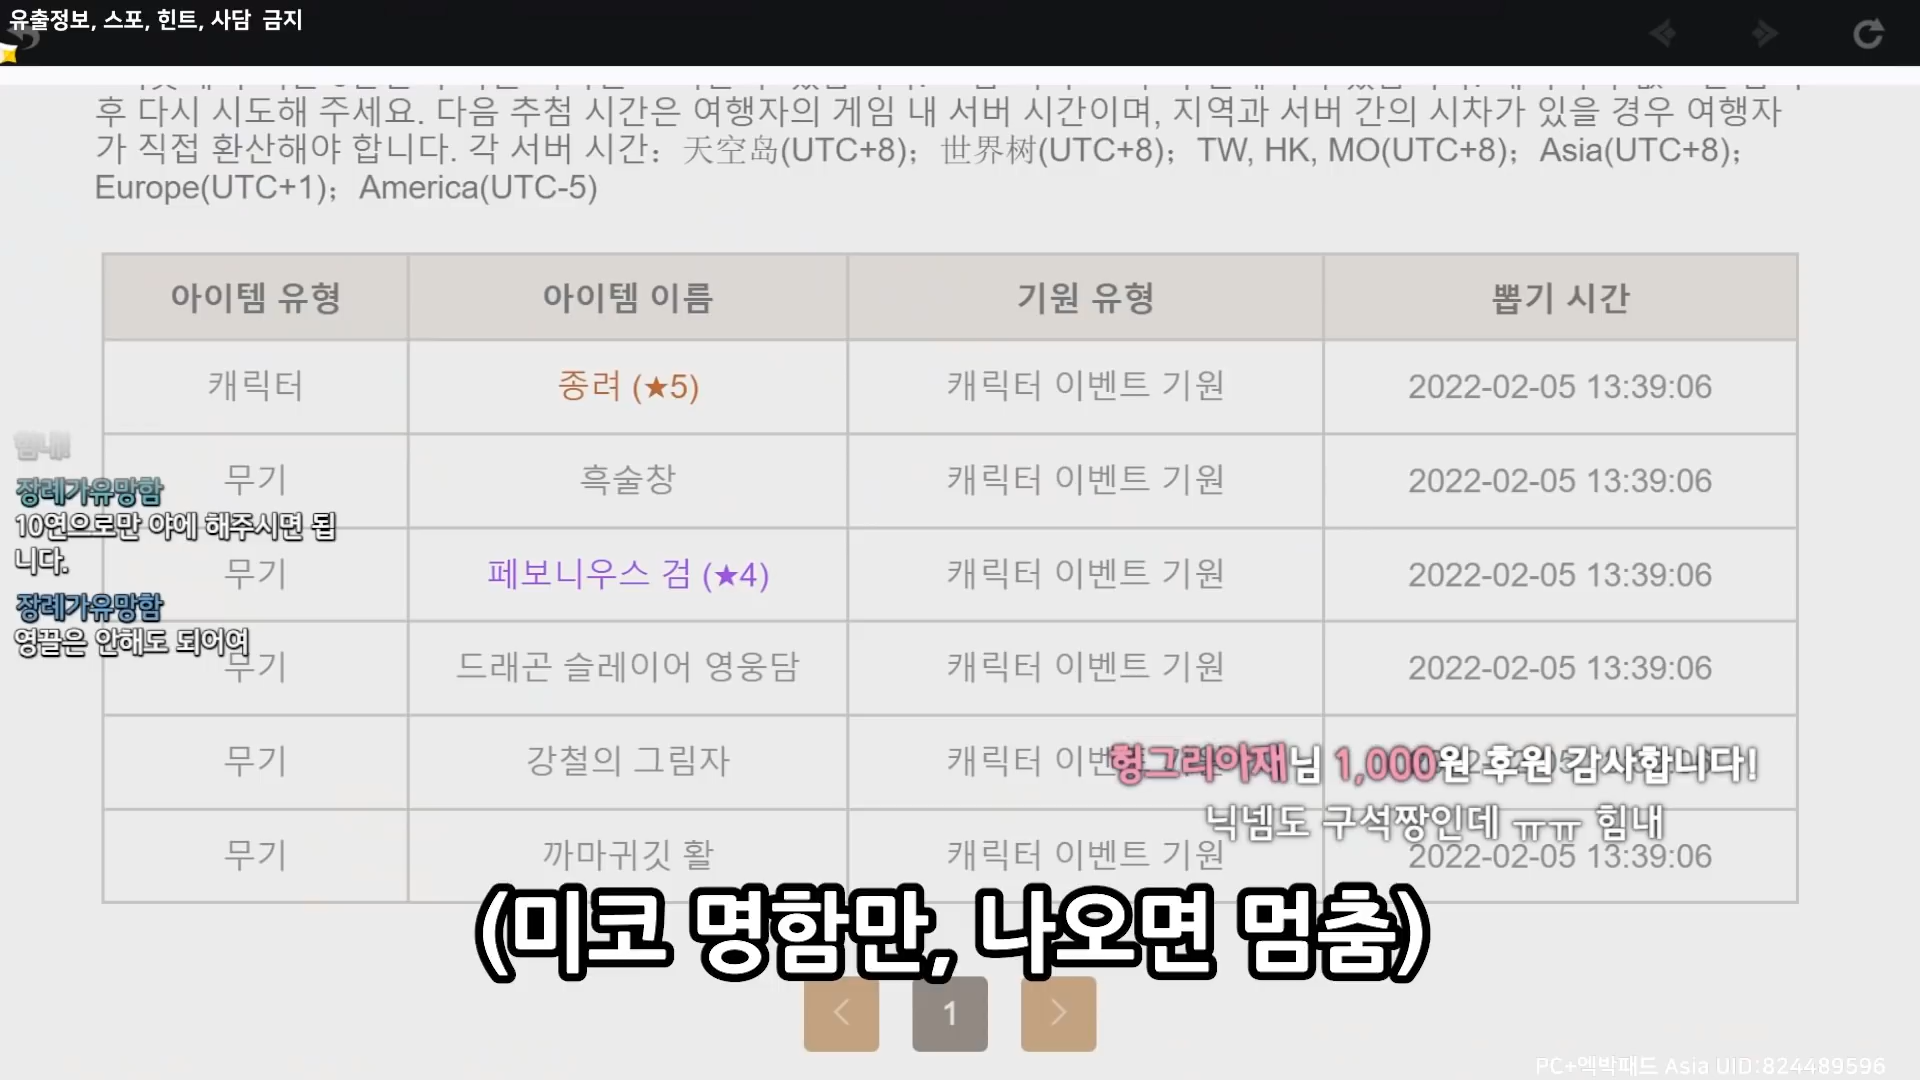 유출정보, 스포, 힌트, 사담 금지
후 다시 시도해 주세요. 다음 추첨 시간은 여행자의 게임 내 서버 시간이며, 지역과 서버 간의 시차가 있을 경우 여행자
가 직접 환산해야 합니다. 각 서버 시간：天空岛(UTC+8)；世界树(UTC+8)；TW, HK, MO(UTC+8)；Asia(UTC+8)；
Europe(UTC+1)；America(UTC-5)
아이템 유형 아이템 이름 기원 유형 뽑기 시간
캐릭터 종려 (★5) 캐릭터 이벤트 기원 2022-02-05 13:39:06
무기 흑술창 캐릭터 이벤트 기원 2022-02-05 13:39:06
무기 페보니우스 검 (★4) 캐릭터 이벤트 기원 2022-02-05 13:39:06
무기 드래곤 슬레이어 영웅담 캐릭터 이벤트 기원 2022-02-05 13:39:06
무기 강철의 그림자 캐릭터 이벤트
무기 까마귀깃 활 캐릭터 이벤트 기원 2022-02-05 13:39:06
힘내!!
장례가유망함
10연으로만 야에 해주시면 됩
니다.
장례가유망함
영끌은 안해도 되어여
형그리아재님 1,000원 후원 감사합니다!
닉넴도 구석짱인데 ㅠㅠ 힘내
(미코 명함만, 나오면 멈춤)
1
PC+엑박패드 Asia UID:824489596